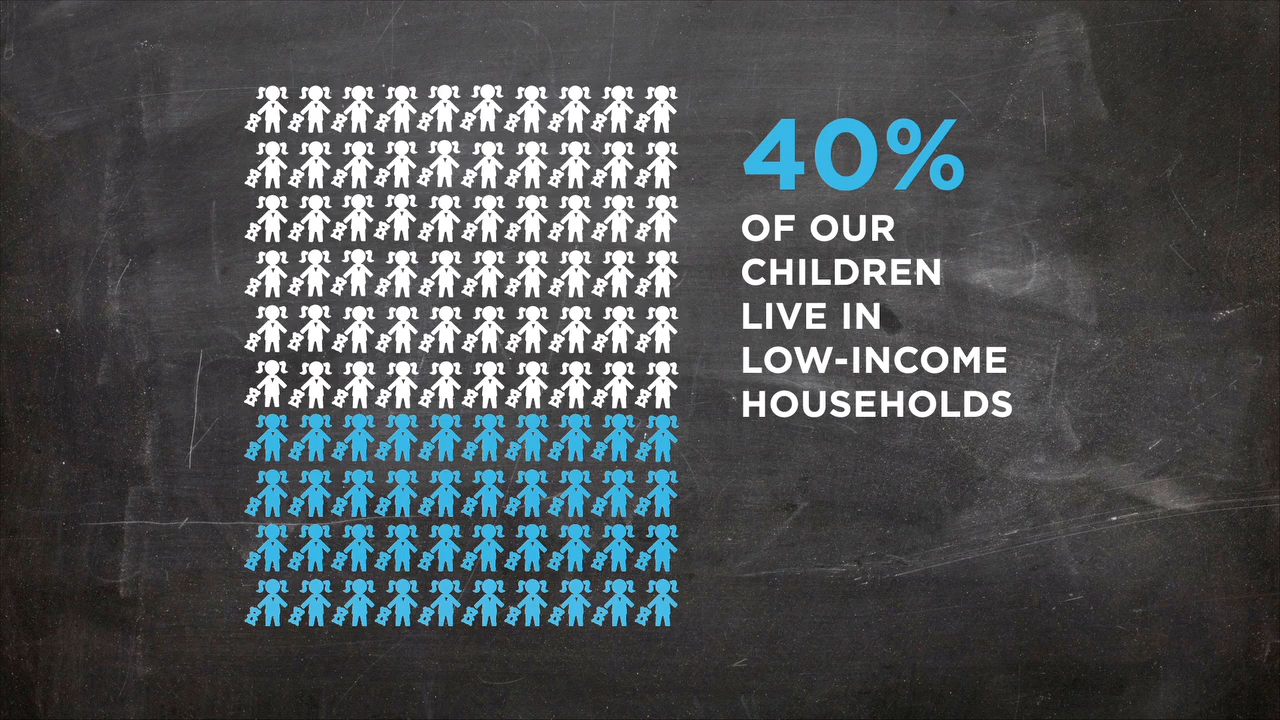 40%
OF OUR
CHILDREN
LIVE IN
LOW-INCOME
HOUSEHOLDS